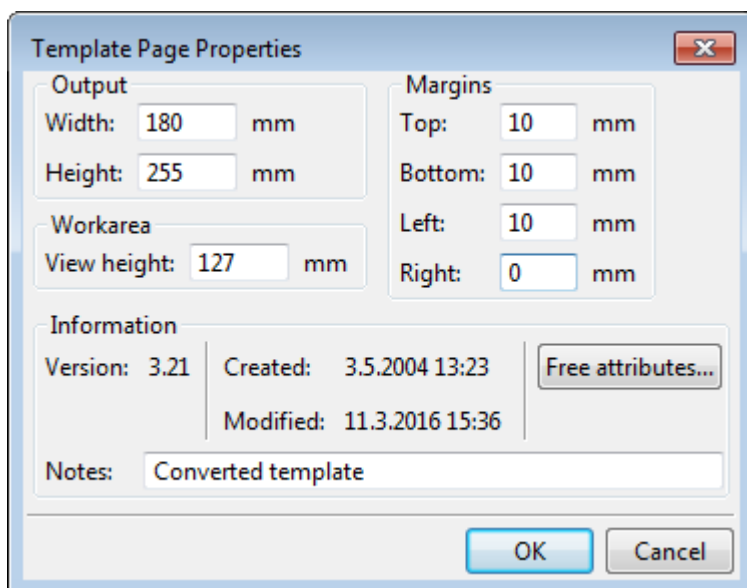 Template Page Properties
Output
Width: 180 mm
Height: 255 mm
Workarea
View height: 127 mm
Margins
Top: 10 mm
Bottom: 10 mm
Left: 10 mm
Right: 0 mm
Information
Version: 3.21
Created: 3.5.2004 13:23
Modified: 11.3.2016 15:36
Free attributes...
Notes: Converted template
OK Cancel